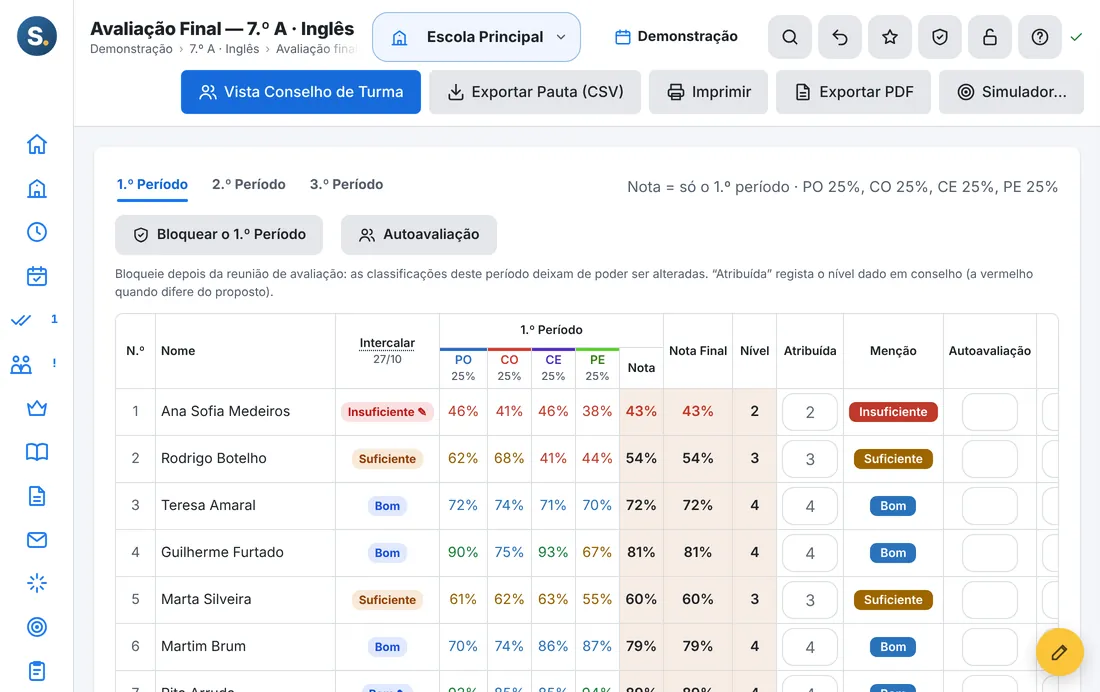 S.
Avaliação Final — 7.º A · Inglês
Demonstração › 7.º A · Inglês › Avaliação final
Escola Principal
Demonstração
Vista Conselho de Turma
Exportar Pauta (CSV)
Imprimir
Exportar PDF
Simulador...
1
!
1.º Período 2.º Período 3.º Período
Nota = só o 1.º período · PO 25%, CO 25%, CE 25%, PE 25%
Bloquear o 1.º Período
Autoavaliação
Bloqueie depois da reunião de avaliação: as classificações deste período deixam de poder ser alteradas. “Atribuída” regista o nível dado em conselho (a vermelho
quando difere do proposto).
N.º Nome Intercalar 27/10 1.º Período PO 25% CO 25% CE 25% PE 25% Nota Nota Final Nível Atribuída Menção Autoavaliação
1 Ana Sofia Medeiros Insuficiente ✎ 46% 41% 46% 38% 43% 43% 2 2 Insuficiente
2 Rodrigo Botelho Suficiente 62% 68% 41% 44% 54% 54% 3 3 Suficiente
3 Teresa Amaral Bom 72% 74% 71% 70% 72% 72% 4 4 Bom
4 Guilherme Furtado Bom 90% 75% 93% 67% 81% 81% 4 4 Bom
5 Marta Silveira Suficiente 61% 62% 63% 55% 60% 60% 3 3 Suficiente
6 Martim Brum Bom 70% 74% 86% 87% 79% 79% 4 4 Bom